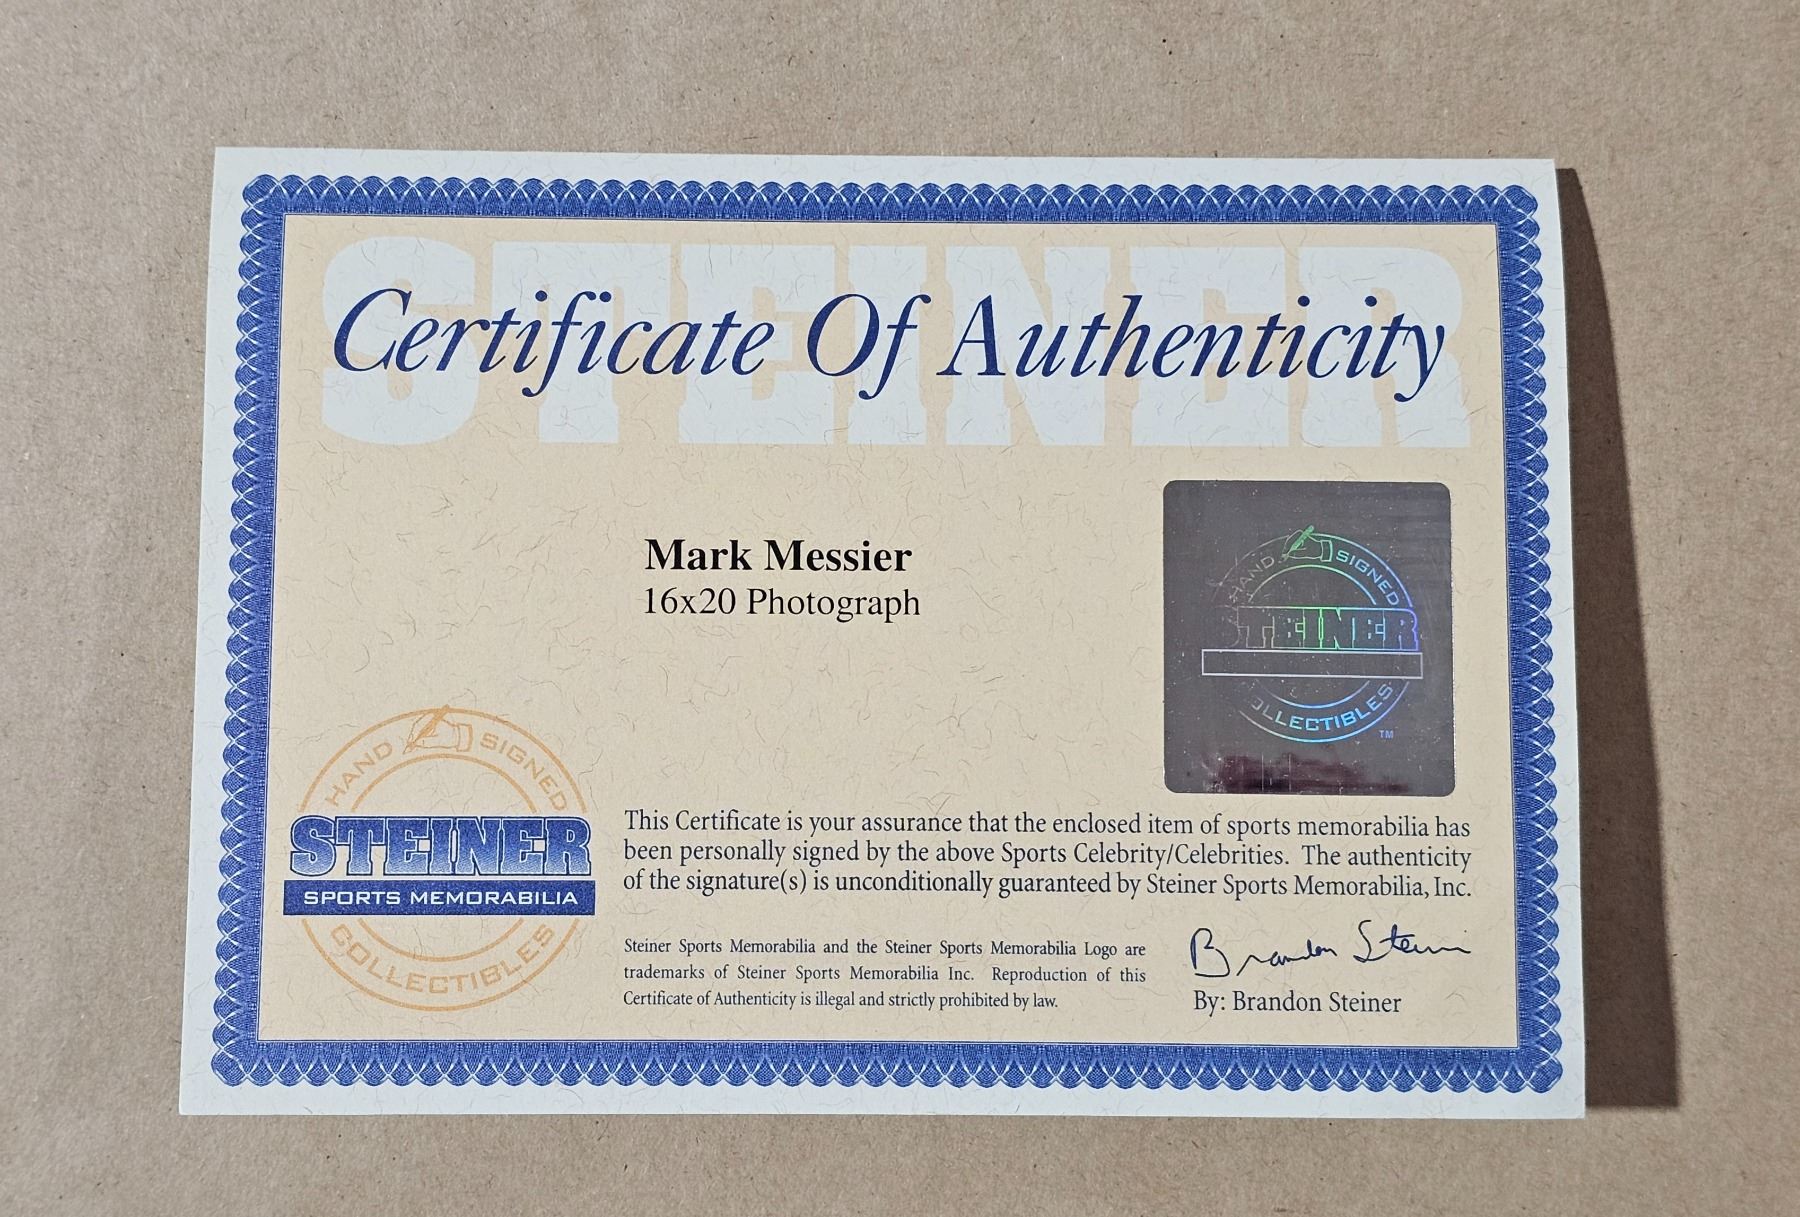 STEINER
Certificate Of Authenticity
Mark Messier
16x20 Photograph
HAND SIGNED
STEINER
COLLECTIBLES
TM
HAND SIGNED
STEINER
SPORTS MEMORABILIA
COLLECTIBLES
This Certificate is your assurance that the enclosed item of sports memorabilia has
been personally signed by the above Sports Celebrity/Celebrities. The authenticity
of the signature(s) is unconditionally guaranteed by Steiner Sports Memorabilia, Inc.
Steiner Sports Memorabilia and the Steiner Sports Memorabilia Logo are
trademarks of Steiner Sports Memorabilia Inc. Reproduction of this
Certificate of Authenticity is illegal and strictly prohibited by law.
Brandon Steiner
By: Brandon Steiner